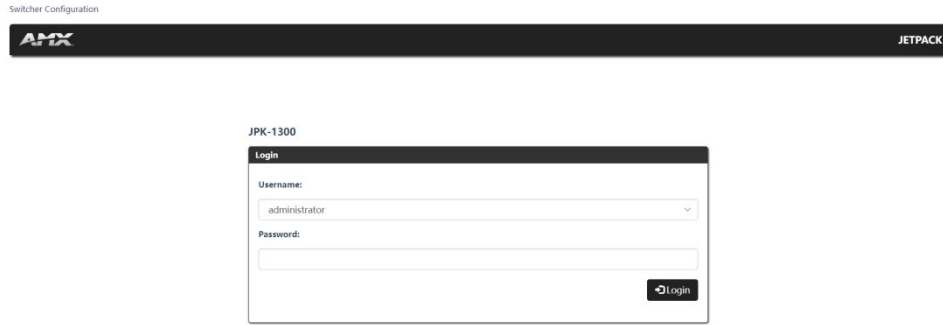 Switcher Configuration
AMX
JETPACK
JPK-1300
Login
Username:
administrator
Password:
Login